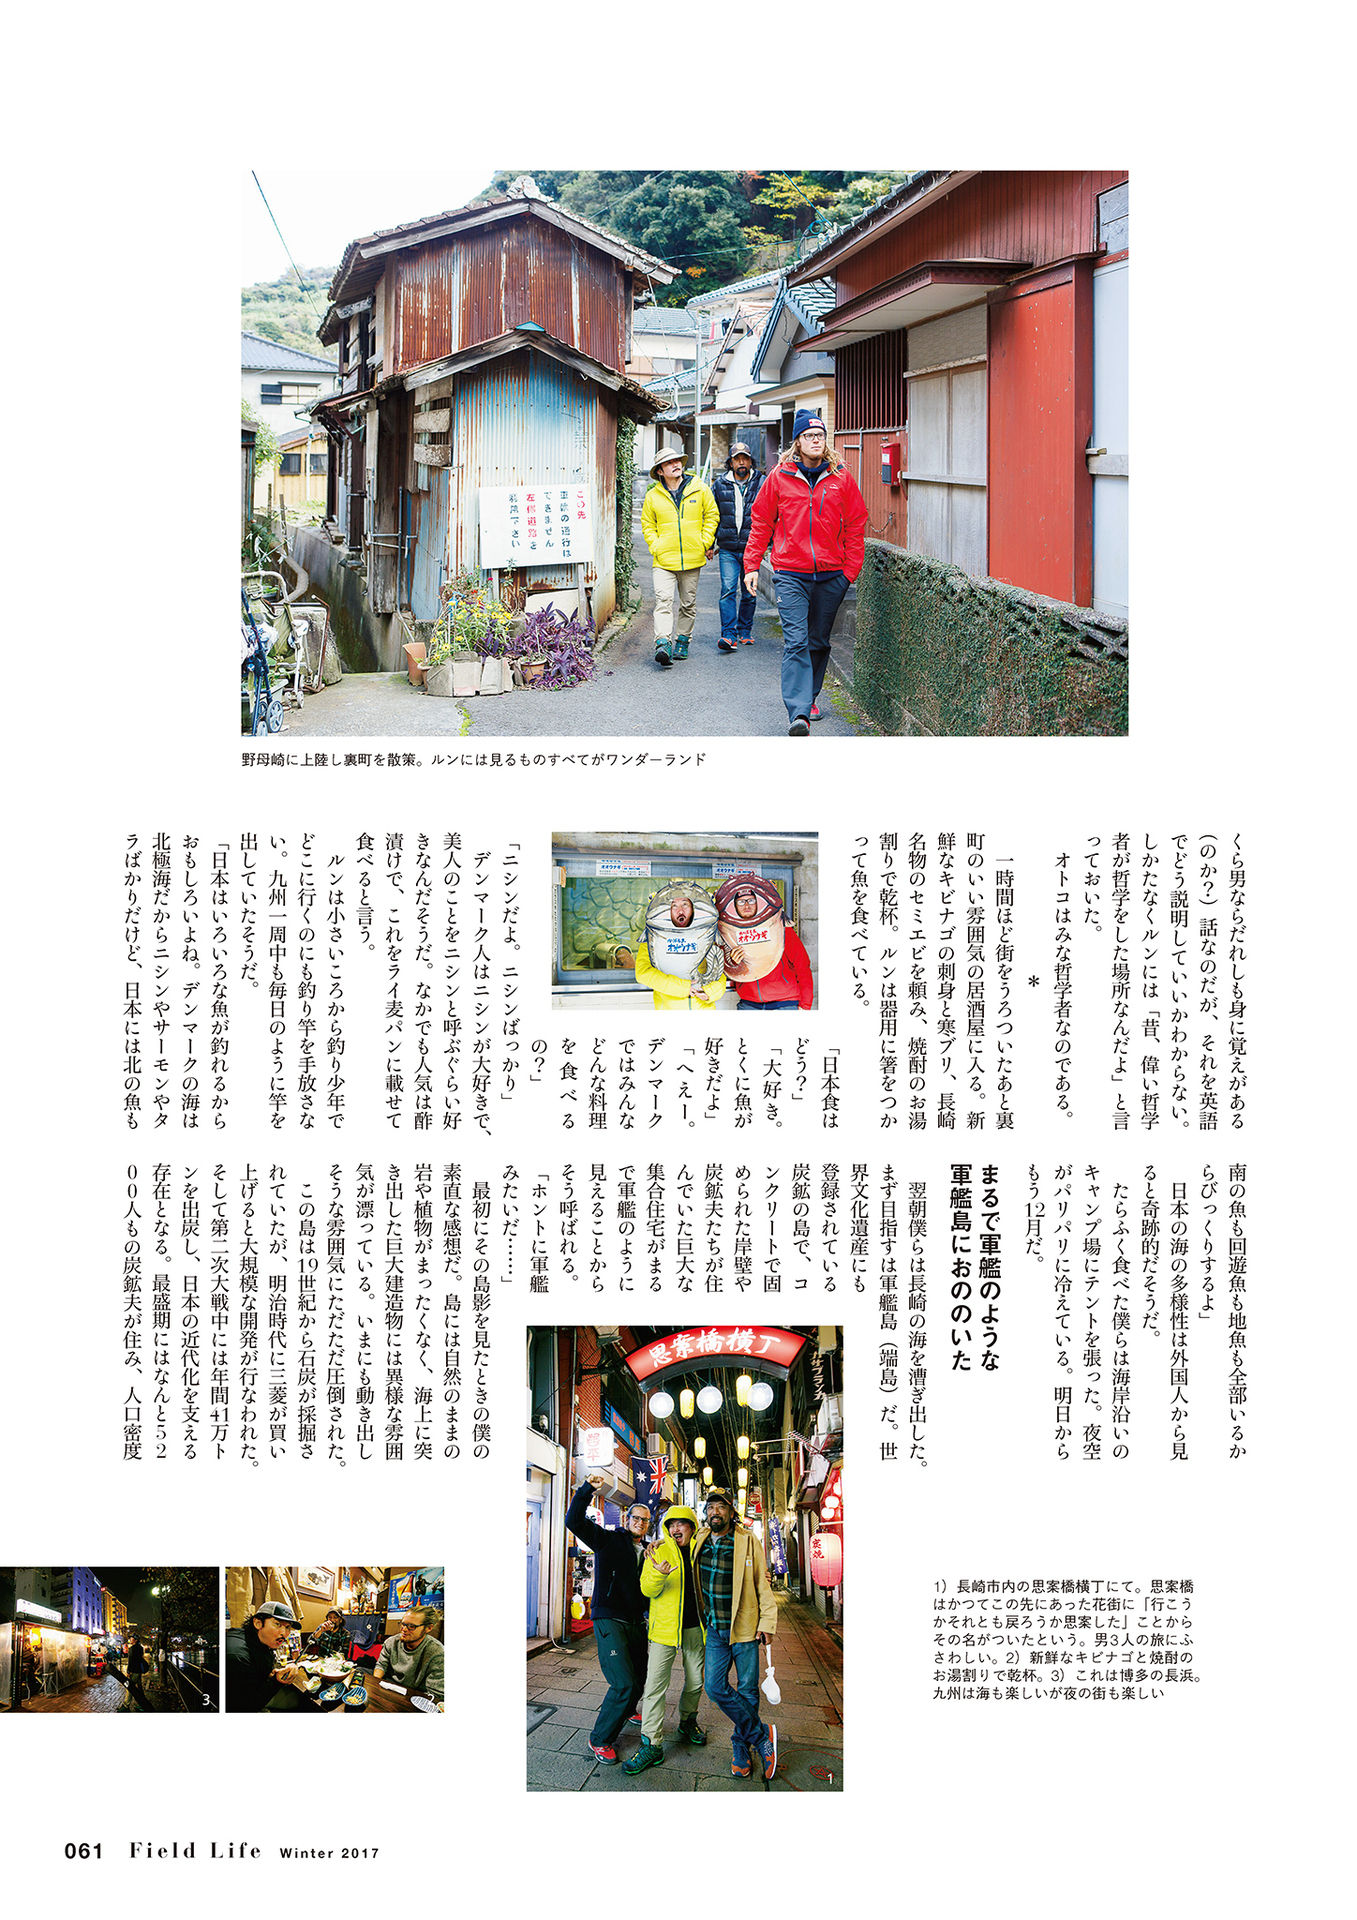 この先
車輌の通行は
できません
左側道路を
利用下さい
野母崎に上陸し裏町を散策。ルンには見るものすべてがワンダーランド
くら男ならだれしも身に覚えがある
(のか?)話なのだが、それを英語
でどう説明していいかわからない。
しかたなくルンには「昔、偉い哲学
者が哲学をした場所なんだよ」と言
っておいた。
オトコはみな哲学者なのである。
*
一時間ほど街をうろついたあと裏
町のいい雰囲気の居酒屋に入る。新
鮮なキビナゴの刺身と寒ブリ、長崎
名物のセミエビを頼み、焼酎のお湯
割りで乾杯。ルンは器用に箸をつか
って魚を食べている。
「日本食は
どう?」
「大好き。
とくに魚が
好きだよ」
「へえー。
デンマーク
ではみんな
どんな料理
を食べる
の?」
「ニシンだよ。ニシンばっかり」
デンマーク人はニシンが大好きで、
美人のことをニシンと呼ぶぐらい好
きなんだそうだ。なかでも人気は酢
漬けで、これをライ麦パンに載せて
食べると言う。
ルンは小さいころから釣り少年で
どこに行くのにも釣り竿を手放さな
い。九州一周中も毎日のように竿を
出していたそうだ。
「日本はいろいろな魚が釣れるから
おもしろいよね。デンマークの海は
北極海だからニシンやサーモンやタ
ラばかりだけど、日本には北の魚も
オオウナギ
オオウナギ
オオウナギ
オオウナギ
南の魚も回遊魚も地魚も全部いるか
らびっくりするよ」
日本の海の多様性は外国人から見
ると奇跡的だそうだ。
たらふく食べた僕らは海岸沿いの
キャンプ場にテントを張った。夜空
がパリパリに冷えている。明日から
もう12月だ。
まるで軍艦のような
軍艦島におののいた
翌朝僕らは長崎の海を漕ぎ出した。
まず目指すは軍艦島(端島)だ。世
界文化遺産にも
登録されている
炭鉱の島で、コ
ンクリートで固
められた岸壁や
炭鉱夫たちが住
んでいた巨大な
集合住宅がまる
で軍艦のように
見えることから
そう呼ばれる。
「ホントに軍艦
みたいだ……」
最初にその島影を見たときの僕の
素直な感想だ。島には自然のままの
岩や植物がまったくなく、海上に突
き出した巨大建造物には異様な雰囲
気が漂っている。いまにも動き出し
そうな雰囲気にただただ圧倒された。
この島は19世紀から石炭が採掘さ
れていたが、明治時代に三菱が買い
上げると大規模な開発が行なわれた。
そして第二次大戦中には年間41万ト
ンを出炭し、日本の近代化を支える
存在となる。最盛期にはなんと52
00人もの炭鉱夫が住み、人口密度
思案橋横丁
サプランカ
炭焼
1
2
3
1)長崎市内の思案橋横丁にて。思案橋
はかつてこの先にあった花街に「行こう
かそれとも戻ろうか思案した」ことから
その名がついたという。男3人の旅にふ
さわしい。2)新鮮なキビナゴと焼酎の
お湯割りで乾杯。3)これは博多の長浜。
九州は海も楽しいが夜の街も楽しい
061 Field Life Winter 2017